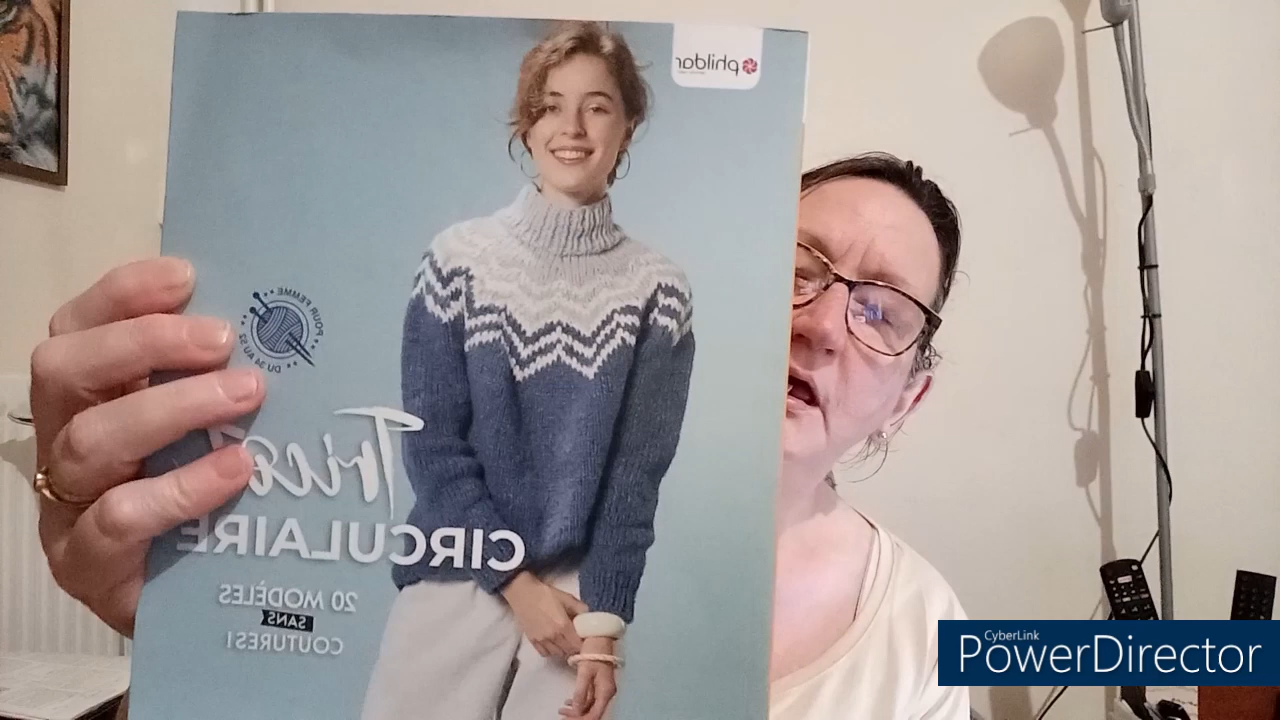 phildar
POUR FEMME
DU 34 AU 52
Tricot
CIRCULAIRE
20 MODÈLES
SANS
COUTURES !
CyberLink
PowerDirector